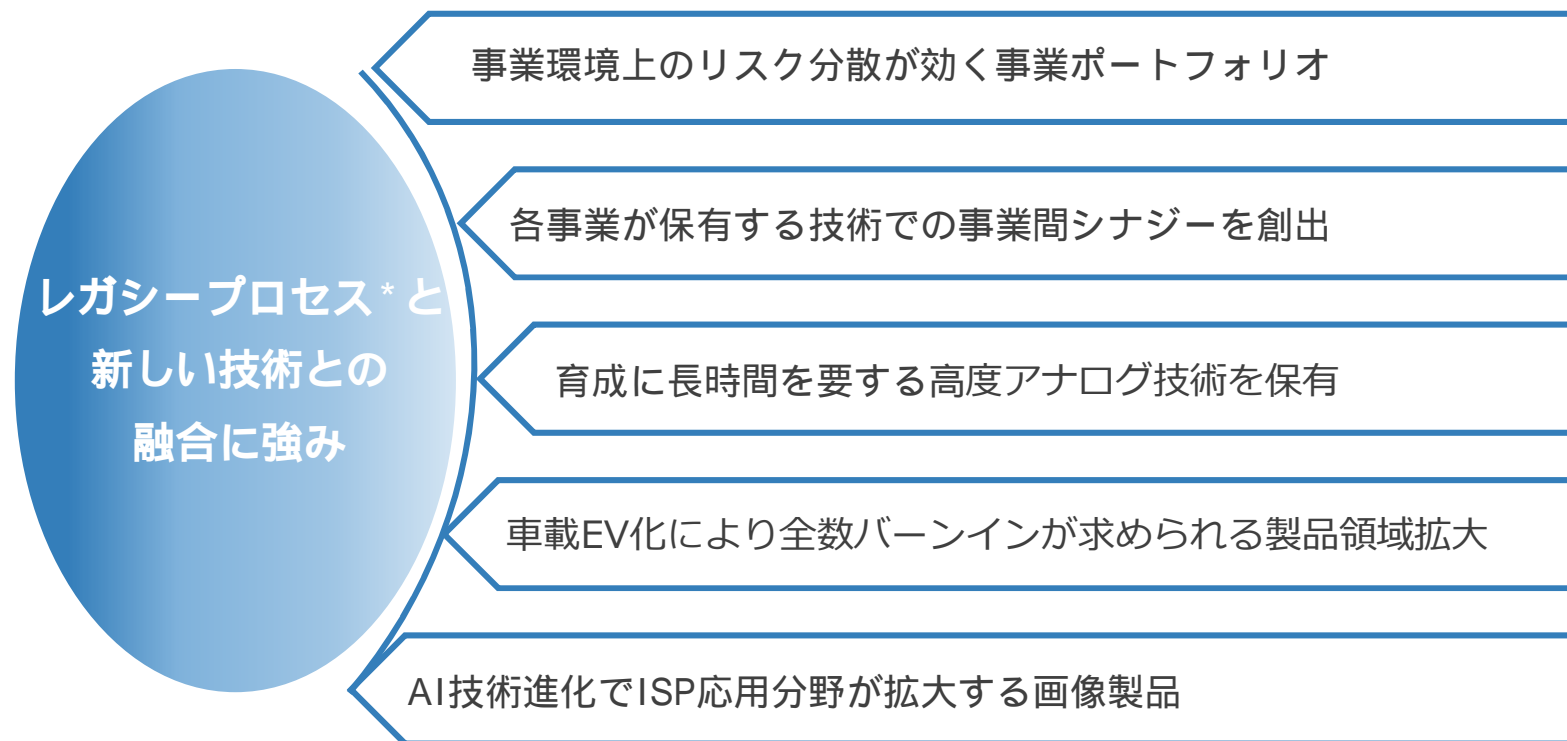 事業環境上のリスク分散が効く事業ポートフォリオ
各事業が保有する技術での事業間シナジーを創出
レガシープロセス*と
新しい技術との
融合に強み
育成に長時間を要する高度アナログ技術を保有
車載EV化により全数バーンインが求められる製品領域拡大
AI技術進化でISP応用分野が拡大する画像製品